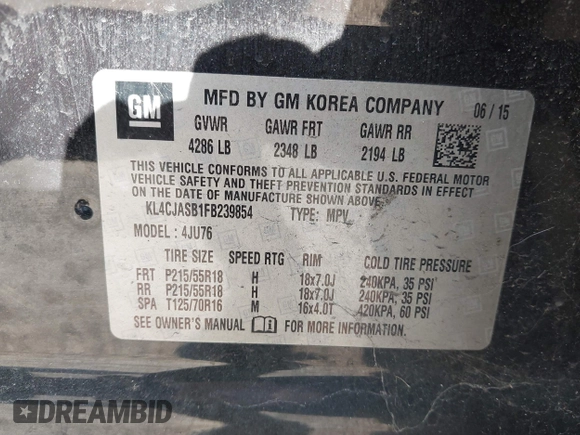 GM
MFD BY GM KOREA COMPANY 06 / 15
GVWR GAWR FRT GAWR RR
4286 LB 2348 LB 2194 LB
THIS VEHICLE CONFORMS TO ALL APPLICABLE U.S. FEDERAL MOTOR
VEHICLE SAFETY AND THEFT PREVENTION STANDARDS IN EFFECT
ON THE DATE OF MANUFACTURE SHOWN ABOVE.
KL4CJASB1FB239854 TYPE: MPV
MODEL: 4JU76
TIRE SIZE SPEED RTG RIM COLD TIRE PRESSURE
FRT P215/55R18 H 18x7.0J 240KPA, 35 PSI
RR P215/55R18 H 18x7.0J 240KPA, 35 PSI
SPA T125/70R16 M 16x4.0T 420KPA, 60 PSI
SEE OWNER'S MANUAL FOR MORE INFORMATION.
DREAMBID